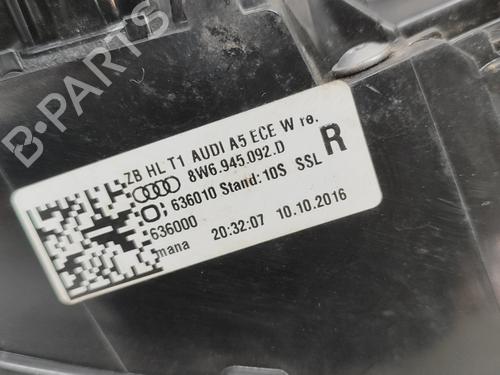 B-PARTS
ZB HL T1 AUDI A5 ECE W re.
8W6.945.092.D
R
636010 Stand: 10S SSL
636000
mana 20:32:07 10.10.2016